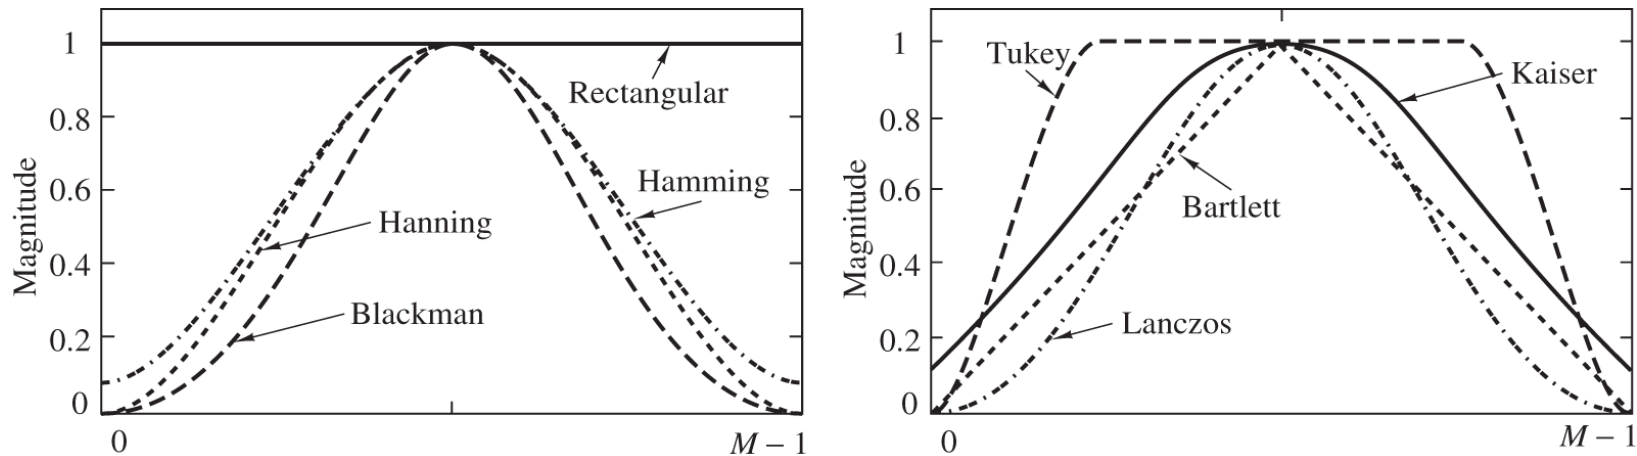 1
0.8
0.6
0.4
0.2
0
Magnitude
Rectangular
Hamming
Hanning
Blackman
0
M – 1
1
0.8
0.6
0.4
0.2
0
Magnitude
Tukey
Kaiser
Bartlett
Lanczos
0
M – 1